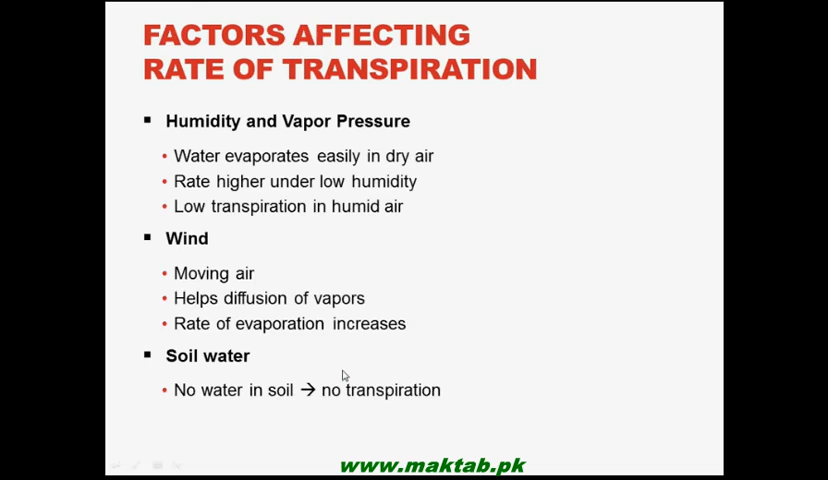 FACTORS AFFECTING
RATE OF TRANSPIRATION
▪ Humidity and Vapor Pressure
• Water evaporates easily in dry air
• Rate higher under low humidity
• Low transpiration in humid air
▪ Wind
• Moving air
• Helps diffusion of vapors
• Rate of evaporation increases
▪ Soil water
• No water in soil → no transpiration
www.maktab.pk